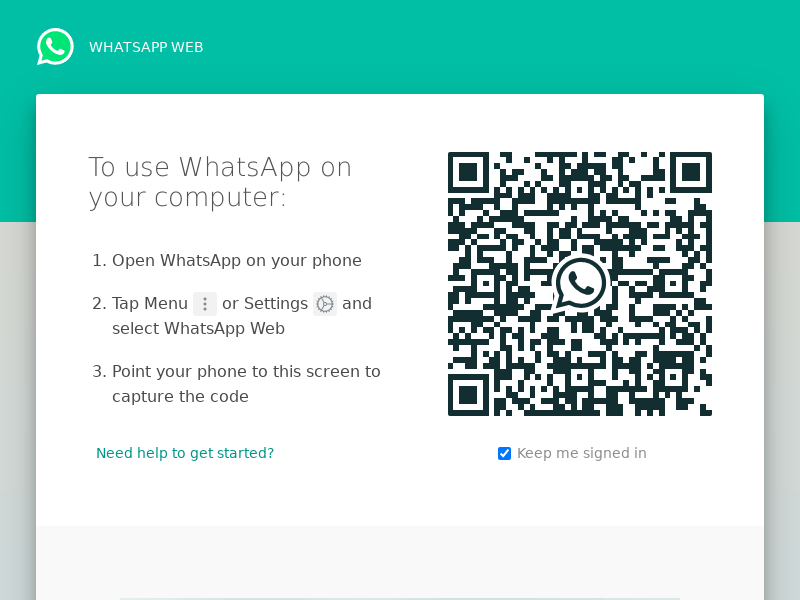 WHATSAPP WEB
To use WhatsApp on
your computer:
1. Open WhatsApp on your phone
2. Tap Menu or Settings and
select WhatsApp Web
3. Point your phone to this screen to
capture the code
Need help to get started?
Keep me signed in